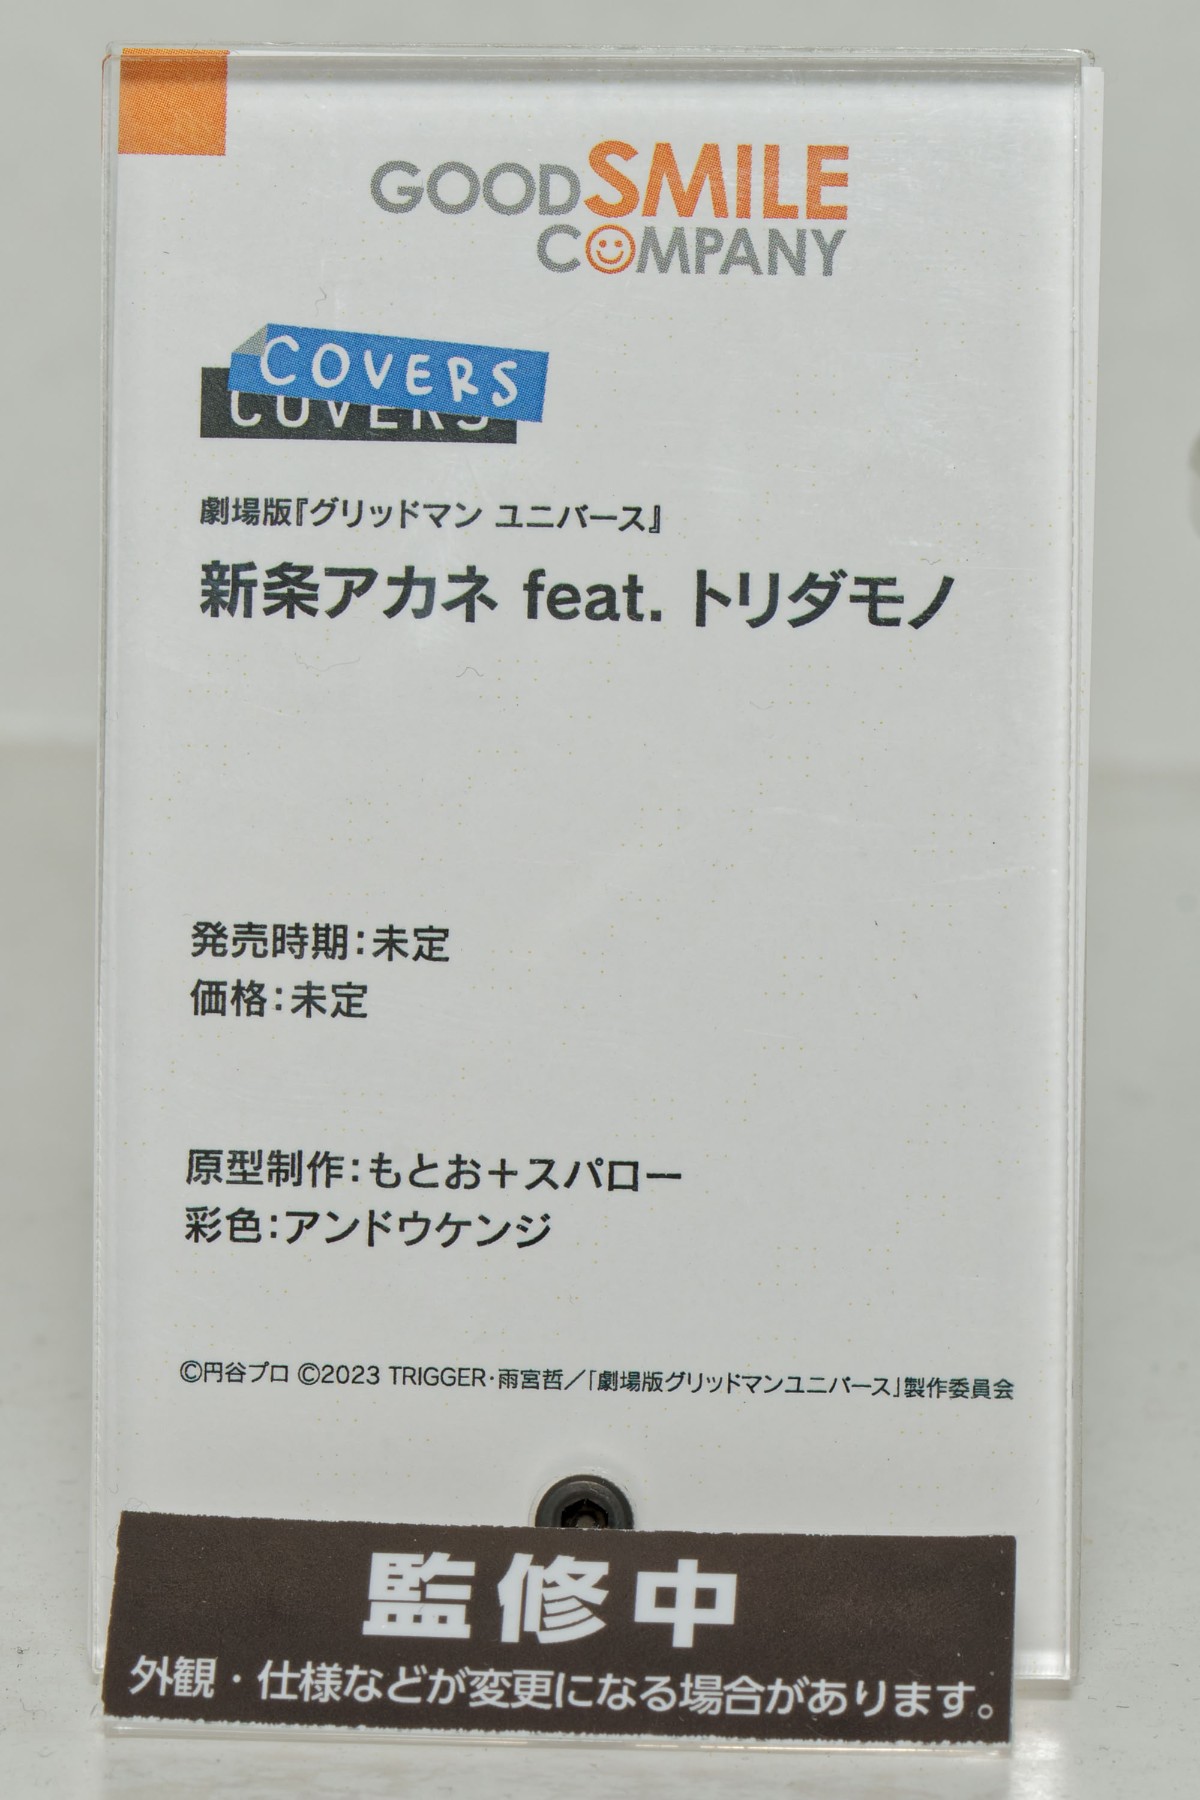 GOOD SMILE
COMPANY
COVERS
COVERS
劇場版『グリッドマン ユニバース』
新条アカネ feat. トリダモノ
発売時期：未定
価格：未定
原型制作：もとお＋スパロー
彩色：アンドウケンジ
©円谷プロ ©2023 TRIGGER・雨宮哲／「劇場版グリッドマンユニバース」製作委員会
監修中
外観・仕様などが変更になる場合があります。